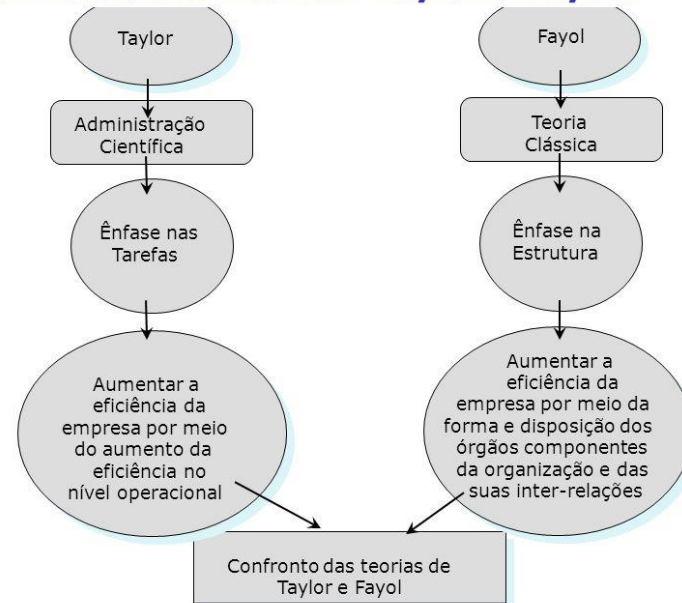 Taylor
Administração
Científica
Ênfase nas
Tarefas
Aumentar a
eficiência da
empresa por meio
do aumento da
eficiência no
nível operacional
Fayol
Teoria
Clássica
Ênfase na
Estrutura
Aumentar a
eficiência da
empresa por meio da
forma e disposição dos
órgãos componentes
da organização e das
suas inter-relações
Confronto das teorias de
Taylor e Fayol